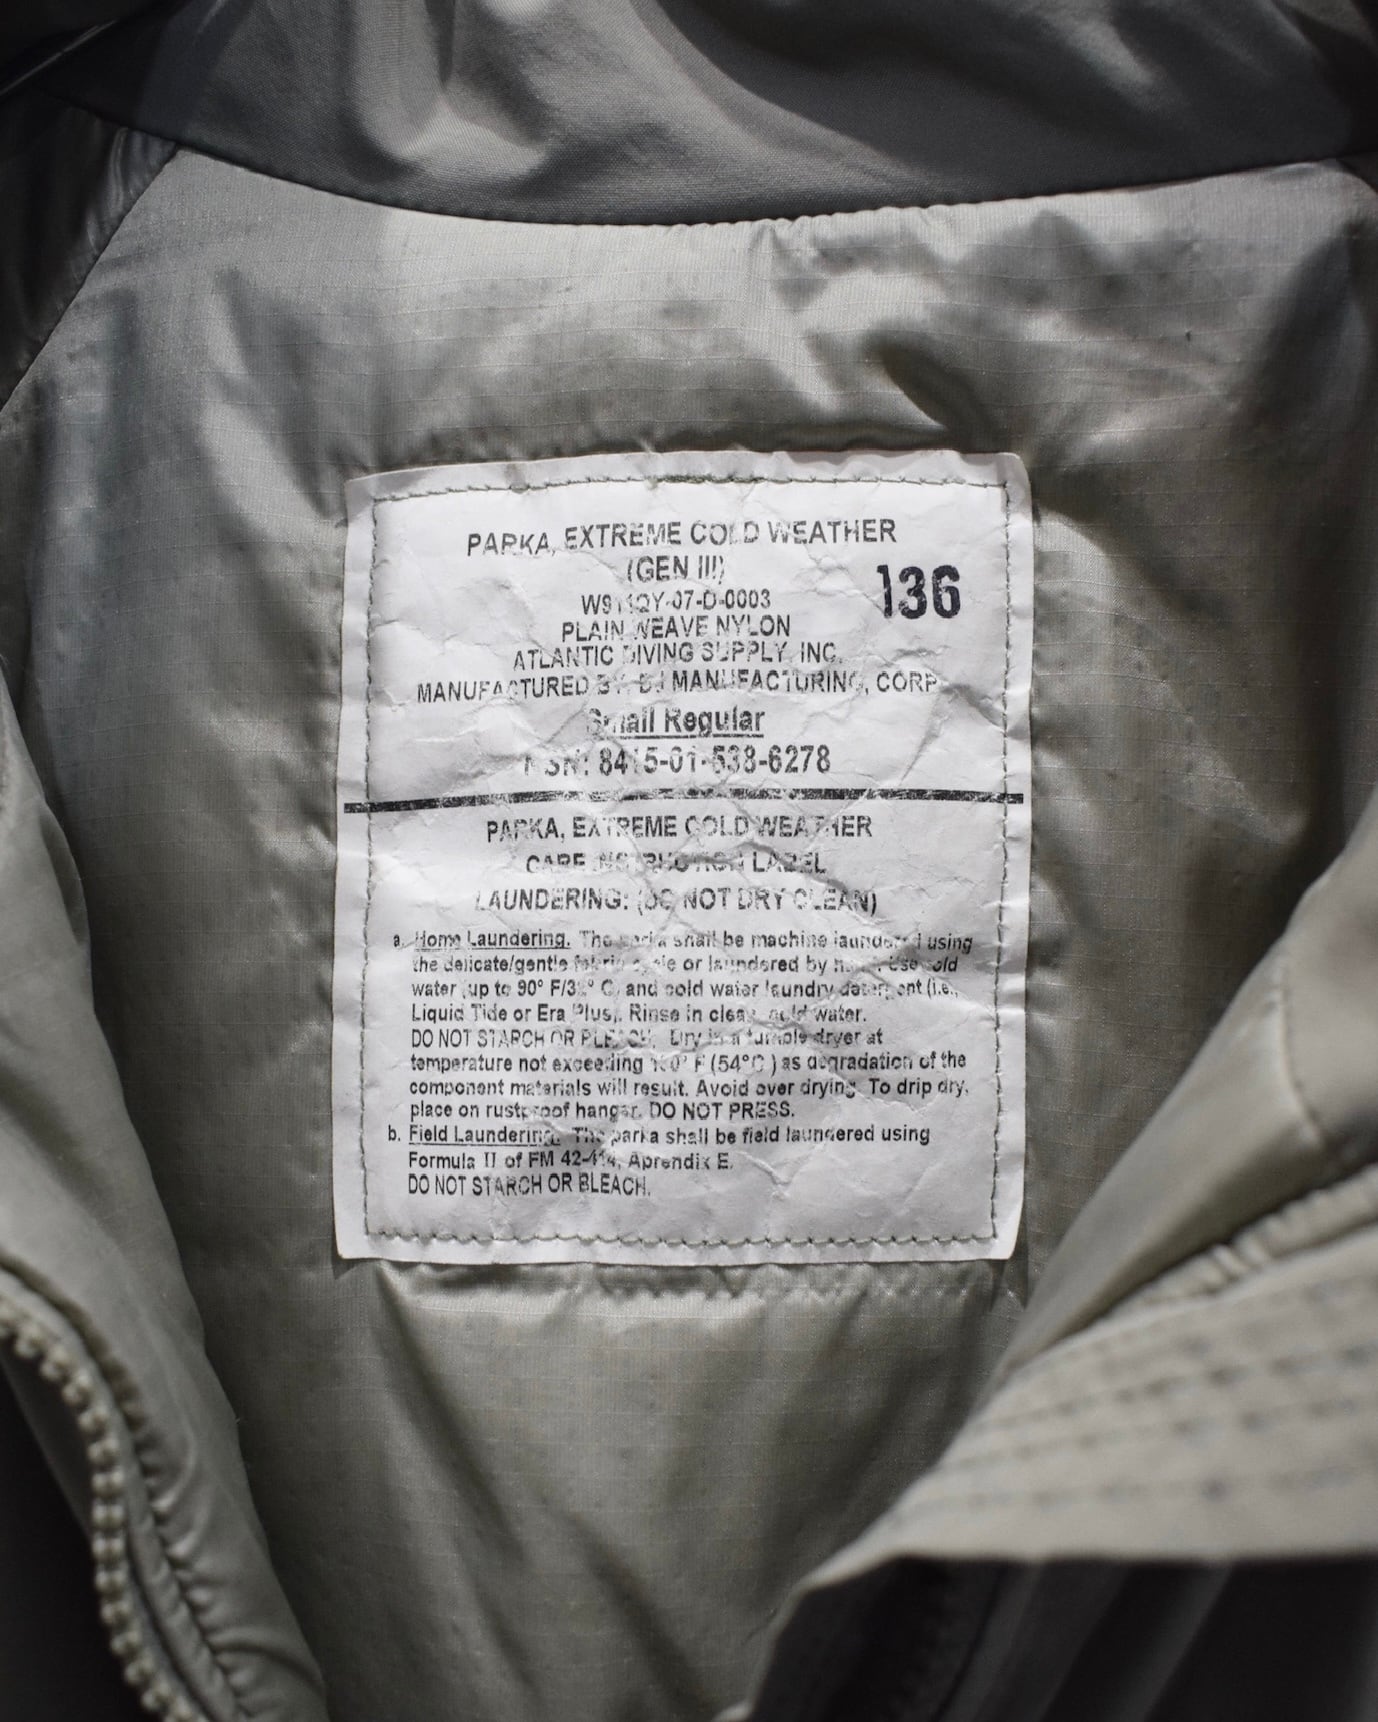 PARKA, EXTREME COLD WEATHER
(GEN III)
136
W911QY-07-D-0003
PLAIN WEAVE NYLON
ATLANTIC DIVING SUPPLY, INC.
MANUFACTURED BY: DJ MANUFACTURING, CORP
Small Regular
NSN: 8415-01-538-6278
PARKA, EXTREME COLD WEATHER
CARE INSTRUCTION LABEL
LAUNDERING: (DO NOT DRY CLEAN)
a. Home Laundering. The parka shall be machine laundered using
the delicate/gentle fabric cycle or laundered by hand. Use cold
water (up to 90° F/32° C) and cold water laundry detergent (i.e.,
Liquid Tide or Era Plus). Rinse in clean, cold water.
DO NOT STARCH OR BLEACH. Dry in a tumble dryer at
temperature not exceeding F (54°C ) as degradation of the
component materials will result. Avoid over drying. To drip dry,
place on rustproof hanger. DO NOT PRESS.
b. Field Laundering. The parka shall be field laundered using
Formula II of FM 42-414, Appendix E.
DO NOT STARCH OR BLEACH.